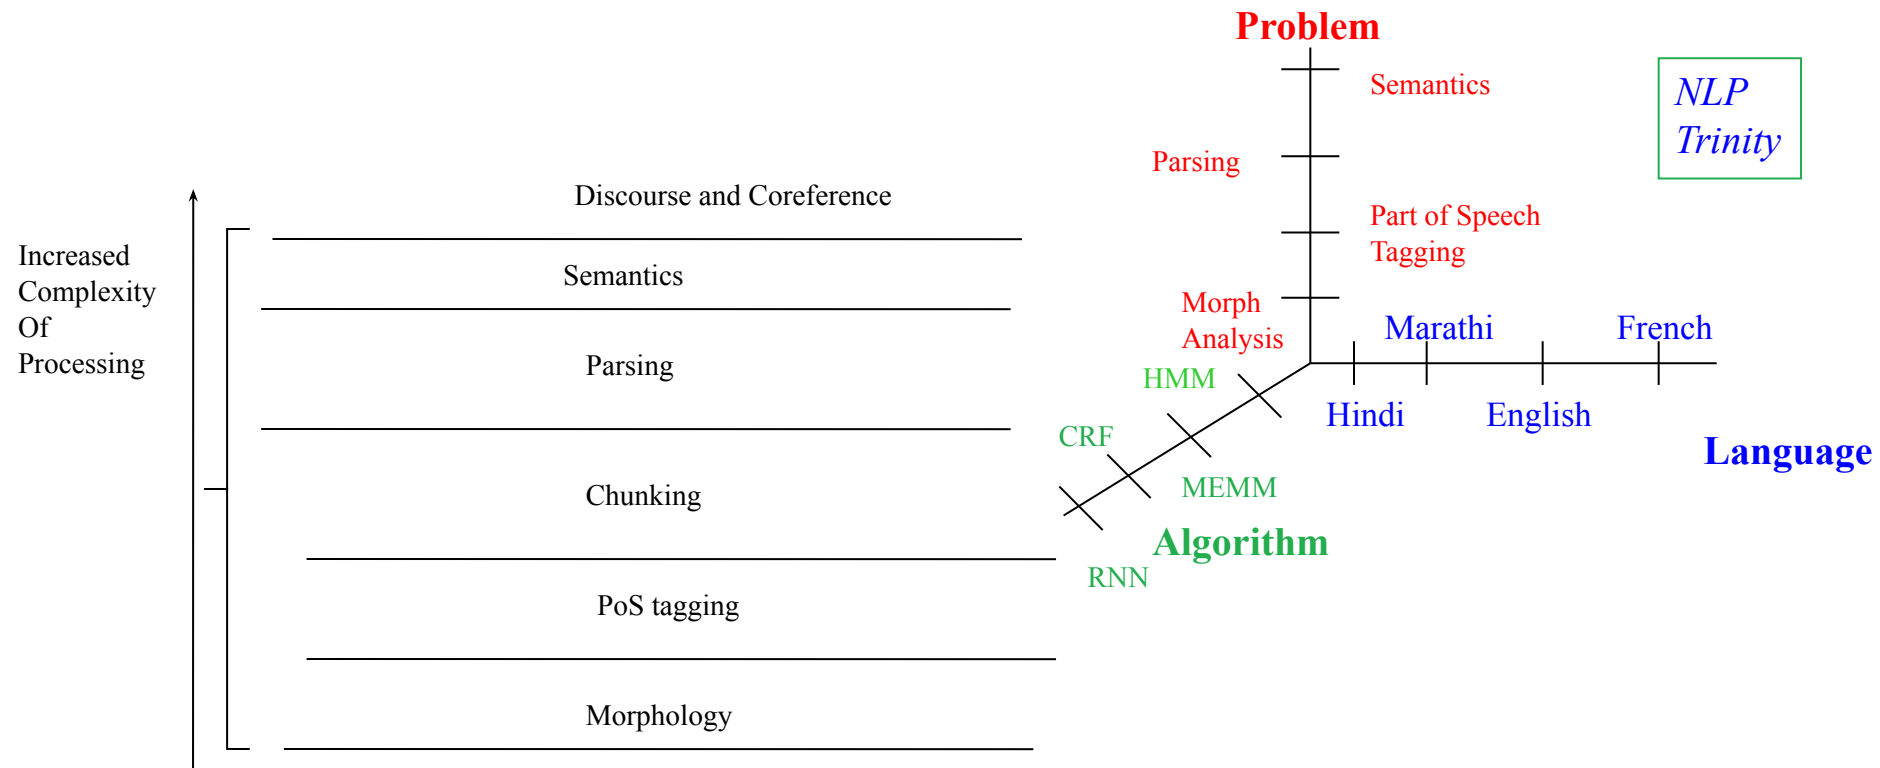 Problem
Semantics
NLP
Trinity
Parsing
Part of Speech
Tagging
Morph
Analysis
Marathi
French
Hindi
English
Language
HMM
CRF
MEMM
Algorithm
RNN
Increased
Complexity
Of
Processing
Discourse and Coreference
Semantics
Parsing
Chunking
PoS tagging
Morphology